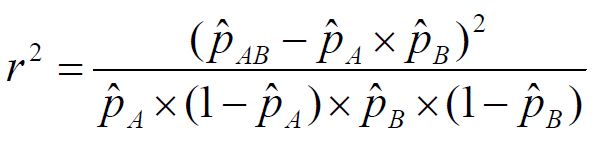 r² = (p̂_AB − p̂_A × p̂_B)² / p̂_A × (1 − p̂_A) × p̂_B × (1 − p̂_B)